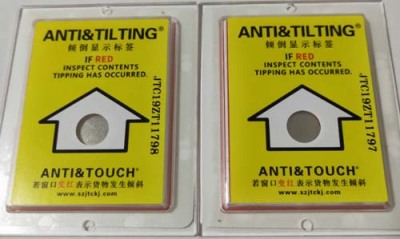 ANTI&TILTING®
倾倒显示标签
IF RED
INSPECT CONTENTS
TIPPING HAS OCCURRED.
JTC19ZT11798
ANTI&TOUCH®
若窗口变红表示货物发生倾斜
www.szjtckj.com
ANTI&TILTING®
倾倒显示标签
IF RED
INSPECT CONTENTS
TIPPING HAS OCCURRED.
JTC19ZT11797
ANTI&TOUCH®
若窗口变红表示货物发生倾斜
www.szjtckj.com